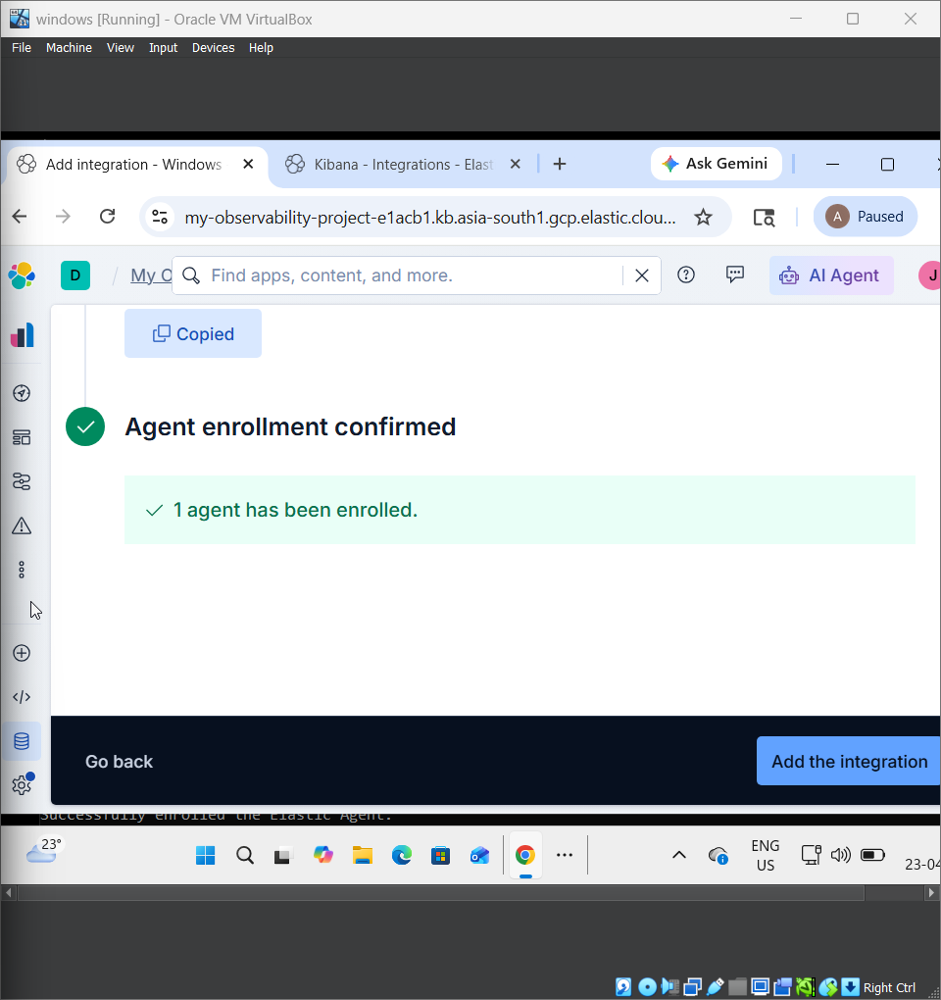 windows [Running] - Oracle VM VirtualBox
File Machine View Input Devices Help
Add integration - Windows
Kibana - Integrations - Elast
Ask Gemini
my-observability-project-e1acb1.kb.asia-south1.gcp.elastic.clou...
A Paused
D / My O
Find apps, content, and more.
AI Agent
J
Copied
Agent enrollment confirmed
1 agent has been enrolled.
Go back
Add the integration
Successfully enrolled the Elastic Agent.
23°
ENG
US
23-04
Right Ctrl